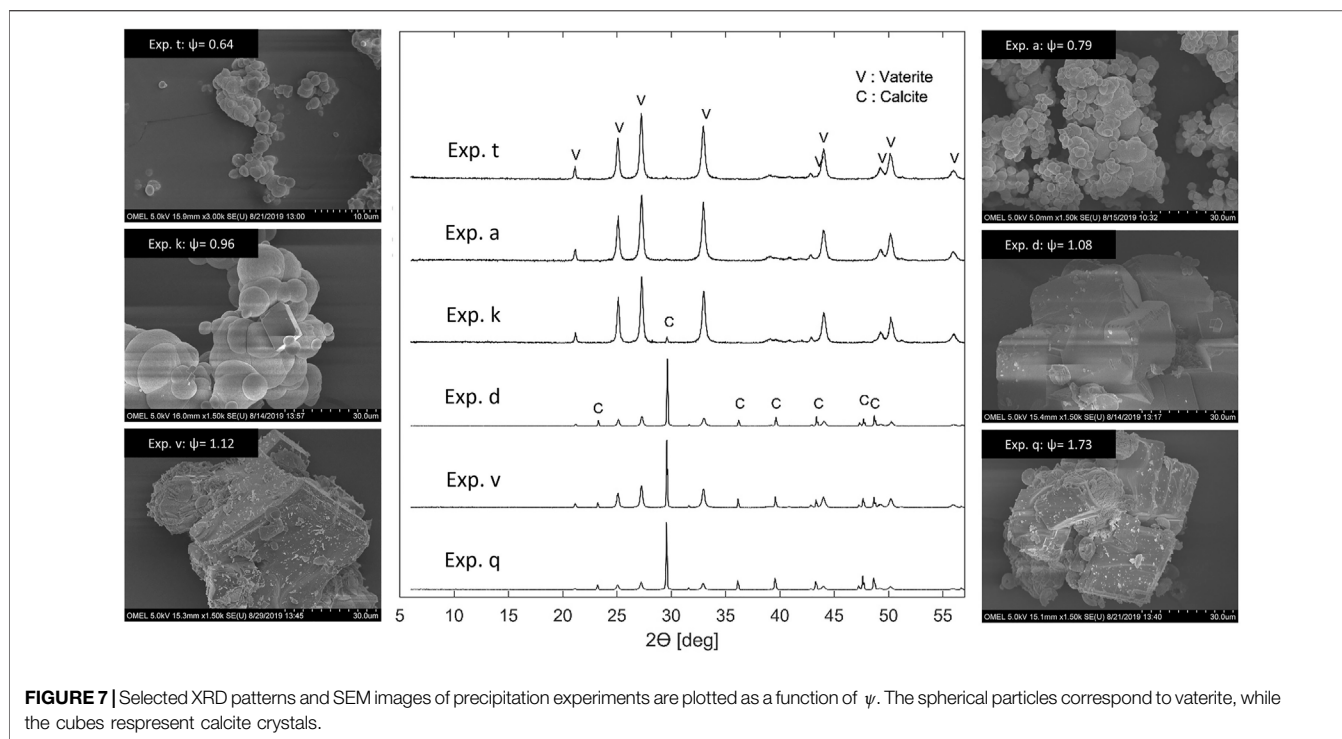 Exp. t: ψ= 0.64
OMEL 5.0kV 15.9mm x3.00k SE(U) 8/21/2019 13:00 10.0um
Exp. k: ψ= 0.96
OMEL 5.0kV 16.0mm x1.50k SE(U) 8/14/2019 13:57 30.0um
Exp. v: ψ= 1.12
OMEL 5.0kV 15.3mm x1.50k SE(U) 8/29/2019 13:45 30.0um
V : Vaterite
C : Calcite
V V V V V V V V V
Exp. t
Exp. a
Exp. k
C
Exp. d
C C C C C C
Exp. v
Exp. q
5 10 15 20 25 30 35 40 45 50 55
2Θ [deg]
Exp. a: ψ= 0.79
OMEL 5.0kV 5.0mm x1.50k SE(U) 8/15/2019 10:32 30.0um
Exp. d: ψ= 1.08
OMEL 5.0kV 15.4mm x1.50k SE(U) 8/14/2019 13:17 30.0um
Exp. q: ψ= 1.73
OMEL 5.0kV 15.1mm x1.50k SE(U) 8/21/2019 13:40 30.0um
FIGURE 7 | Selected XRD patterns and SEM images of precipitation experiments are plotted as a function of ψ. The spherical particles correspond to vaterite, while
the cubes respresent calcite crystals.